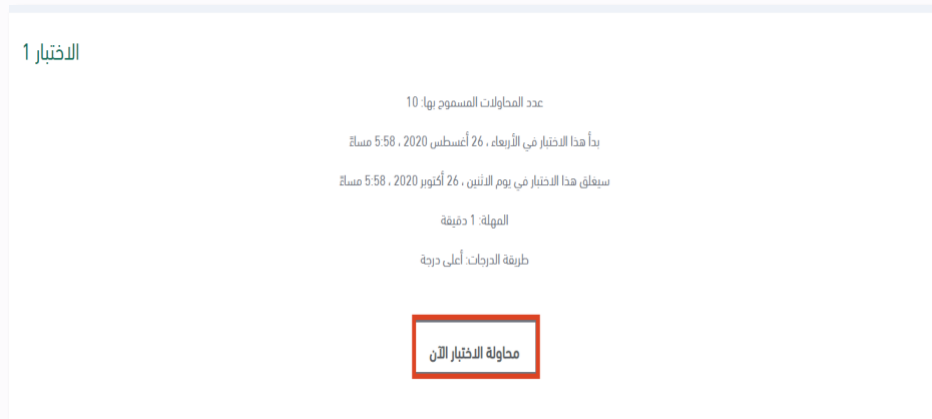 الاختبار 1
عدد المحاولات المسموح بها: 10
بدأ هذا الاختبار في الأربعاء ، 26 أغسطس 2020 ، 5:58 مساءً
سيغلق هذا الاختبار في يوم الاثنين ، 26 أكتوبر 2020 ، 5:58 مساءً
المهلة: 1 دقيقة
طريقة الدرجات: أعلى درجة
محاولة الاختبار الآن